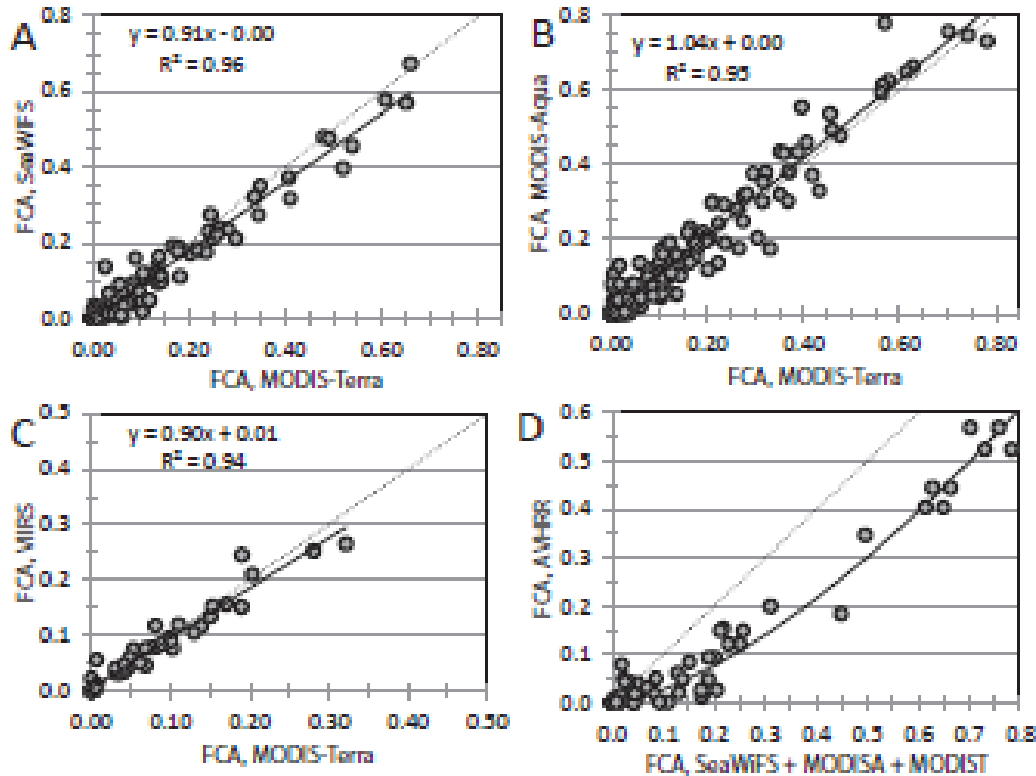 A
y = 0.91x - 0.00
R² = 0.96
0.8
0.6
0.4
0.2
0.0
FCA, SeaWiFS
0.00 0.20 0.40 0.60 0.80
FCA, MODIS-Terra
B
y = 1.04x + 0.00
R² = 0.95
0.8
0.6
0.4
0.2
0.0
FCA, MODIS-Aqua
0.00 0.20 0.40 0.60 0.80
FCA, MODIS-Terra
C
y = 0.90x + 0.01
R² = 0.94
0.5
0.4
0.3
0.2
0.1
0.0
FCA, VIIRS
0.00 0.10 0.20 0.30 0.40 0.50
FCA, MODIS-Terra
D
0.6
0.5
0.4
0.3
0.2
0.1
0.0
FCA, AVHRR
0.0 0.1 0.2 0.3 0.4 0.5 0.6 0.7 0.8
FCA, SeaWiFS + MODISA + MODIST